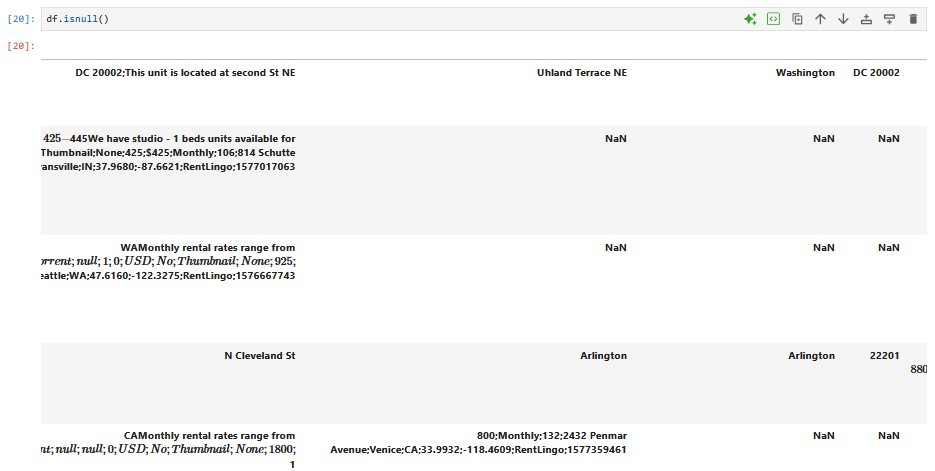 [20]: df.isnull()
[20]:
DC 20002;This unit is located at second St NE Uhland Terrace NE Washington DC 20002
425−445We have studio - 1 beds units available for NaN NaN NaN
Thumbnail;None;425;$425;Monthly;106;814 Schutte
ansville;IN;37.9680;-87.6621;RentLingo;1577017063
WAMonthly rental rates range from NaN NaN NaN
rrent;null;1;0;USD;No;Thumbnail;None;925;
eattle;WA;47.6160;-122.3275;RentLingo;1576667743
N Cleveland St Arlington Arlington 22201
880
CAMonthly rental rates range from 800;Monthly;132;2432 Penmar NaN NaN
nt;null;null;0;USD;No;Thumbnail;None;1800; Avenue;Venice;CA;33.9932;-118.4609;RentLingo;1577359461
1